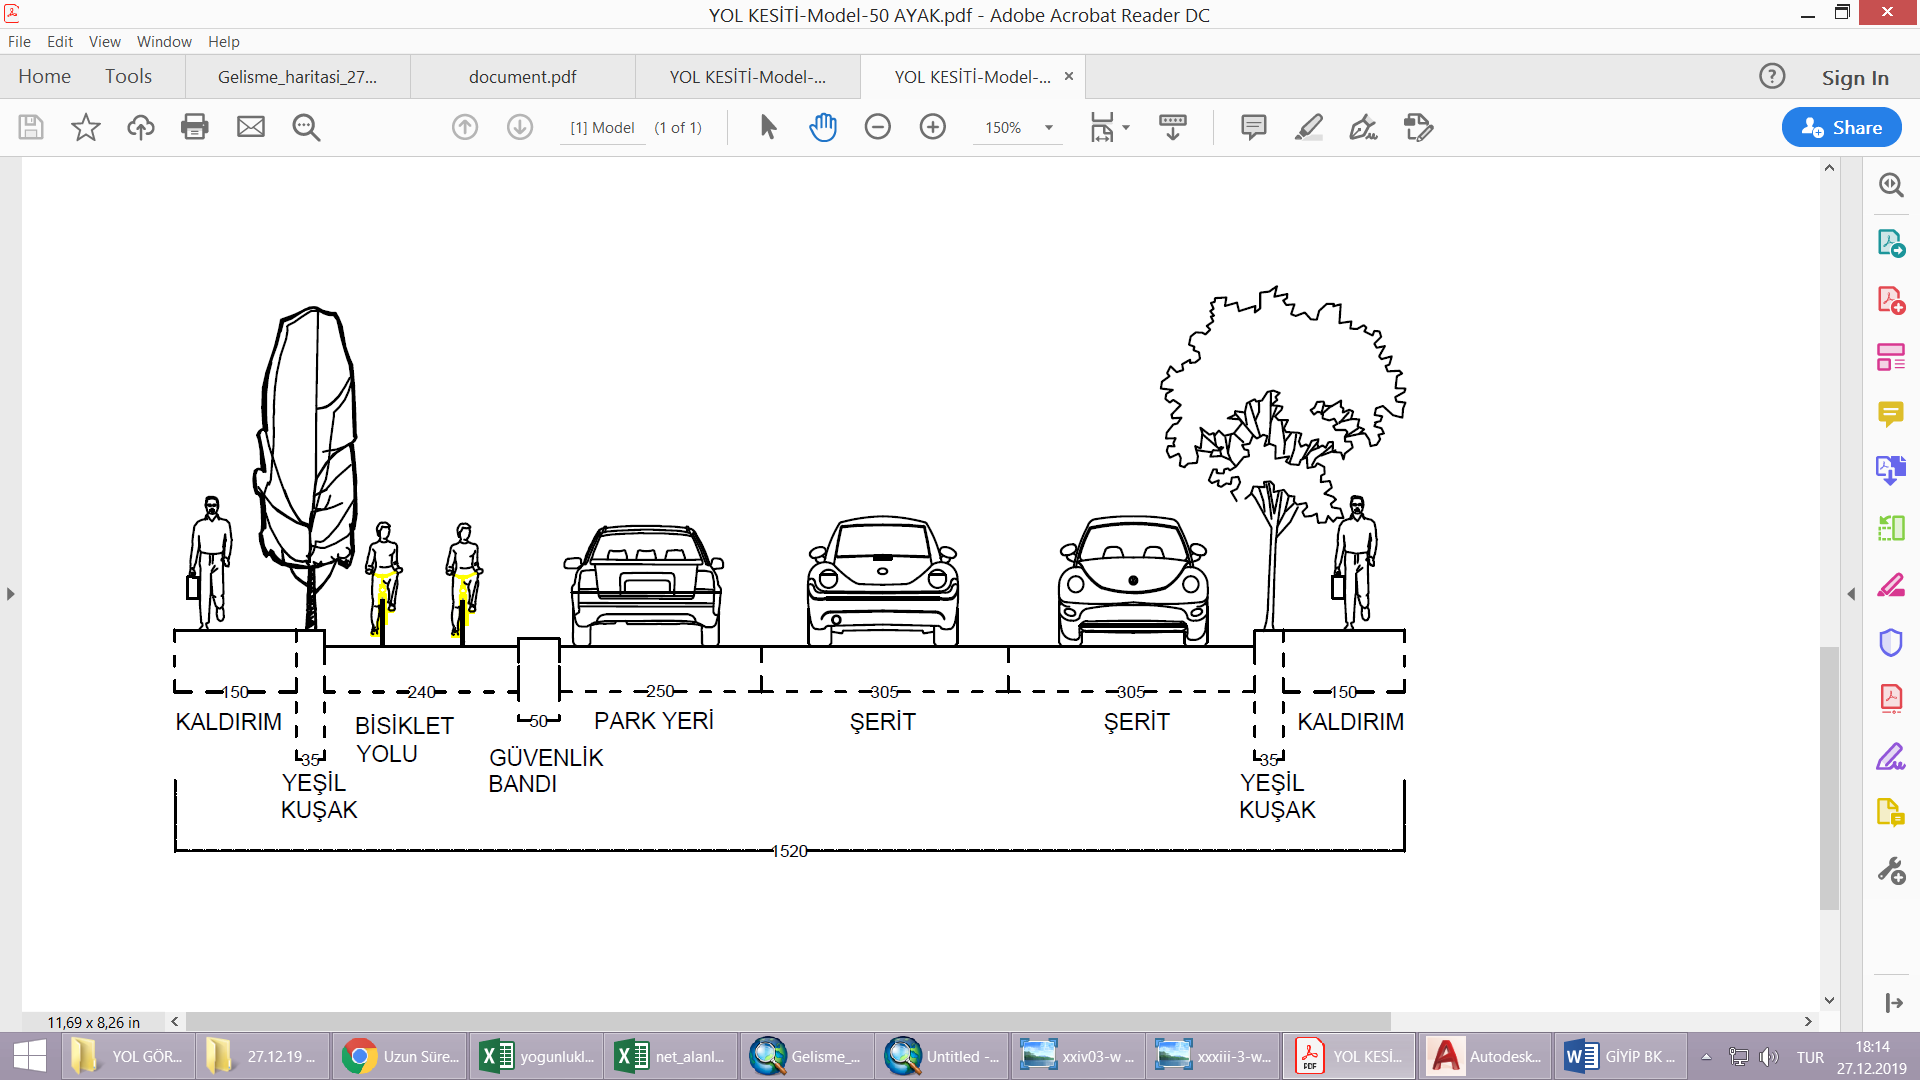 YOL KESİTİ-Model-50 AYAK.pdf - Adobe Acrobat Reader DC
File Edit View Window Help
Home Tools Gelisme_haritasi_27... document.pdf YOL KESİTİ-Model-... YOL KESİTİ-Model-... Sign In
[1] Model (1 of 1) 150% Share
150 240 250 305 305 150
KALDIRIM BİSİKLET YOLU 50 PARK YERİ ŞERİT ŞERİT KALDIRIM
35 GÜVENLİK BANDI 35
YEŞİL KUŞAK YEŞİL KUŞAK
1520
11,69 x 8,26 in
YOL GÖR... 27.12.19 ... Uzun Süre... yogunlukl... net_alanl... Gelisme_... Untitled -... xxiv03-w ... xxxiii-3-w... PDF YOL KESİ... Autodesk... GİYİP BK ... TUR 18:14
27.12.2019